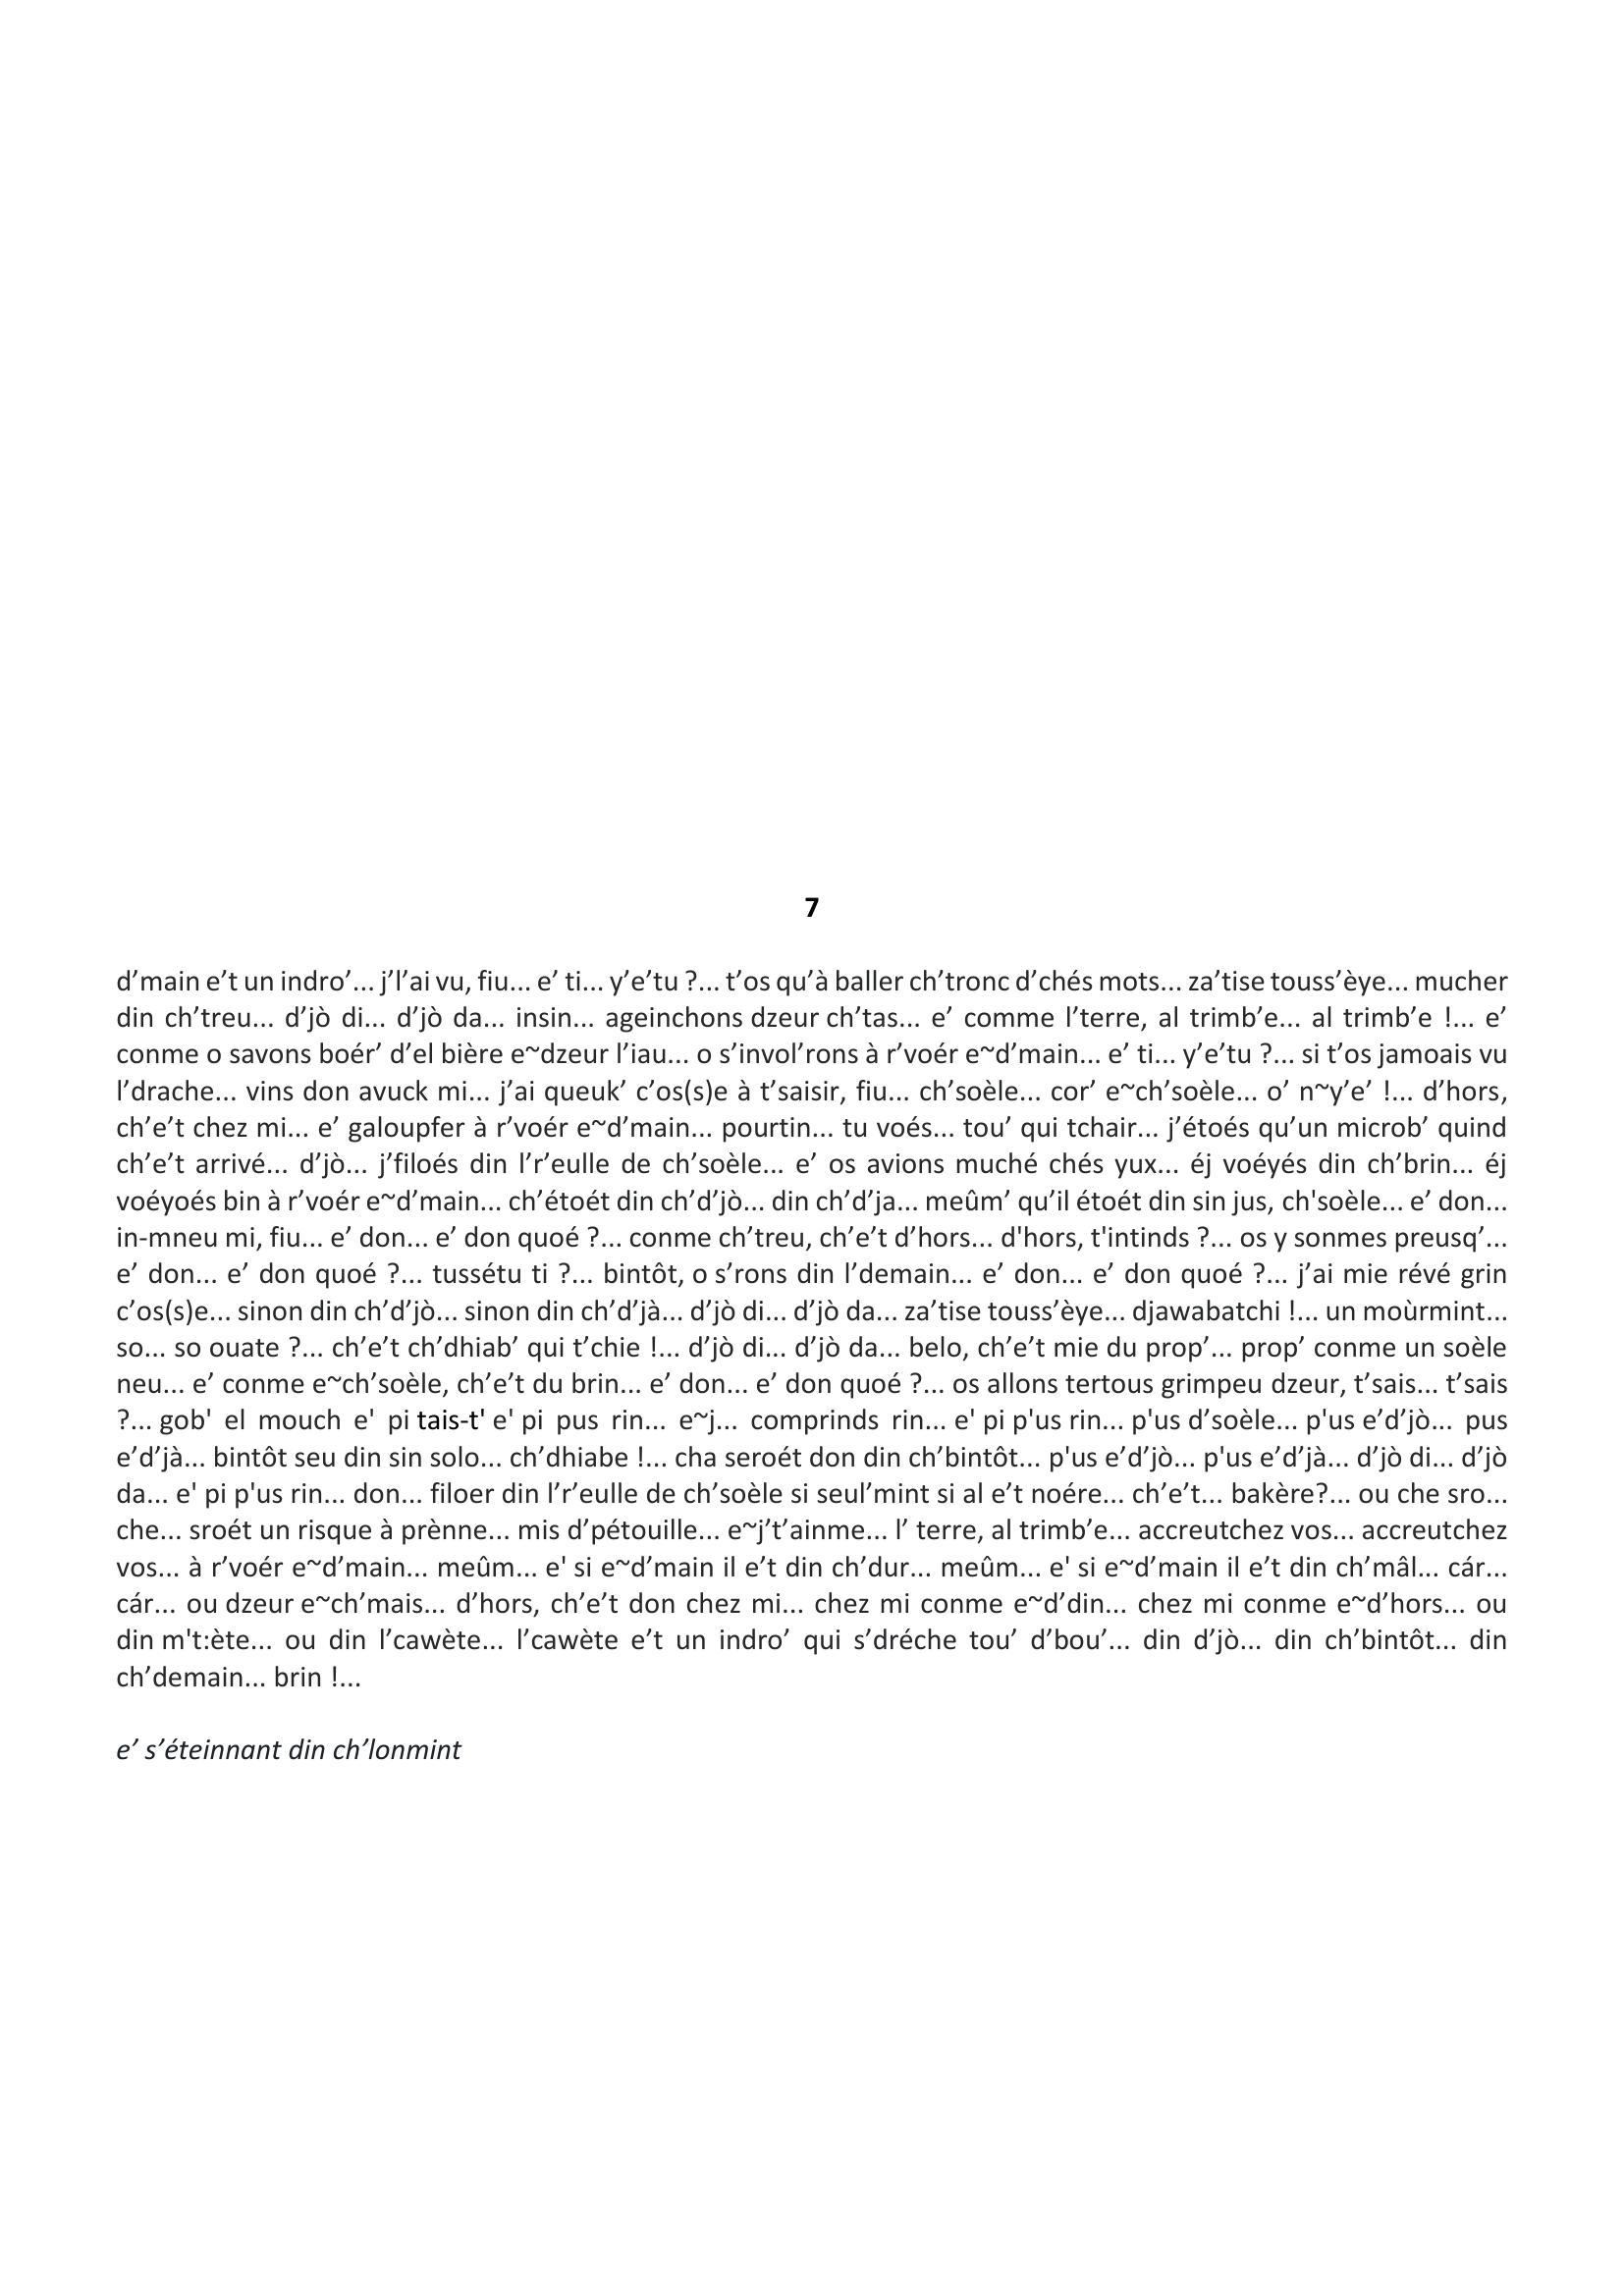 7
d’main e’t un indro’... j’l’ai vu, fiu... e’ ti... y’e’tu ?... t’os qu’à baller ch’tronc d’chés mots... za’tise touss’èye... mucher
din ch’treu... d’jò di... d’jò da... insin... ageinchons dzeur ch’tas... e’ comme l’terre, al trimb’e... al trimb’e !... e’
conme o savons boér’ d’el bière e~dzeur l’iau... o s’invol’rons à r’voér e~d’main... e’ ti... y’e’tu ?... si t’os jamoais vu
l’drache... vins don avuck mi... j’ai queuk’ c’os(s)e à t’saisir, fiu... ch’soèle... cor’ e~ch’soèle... o’ n~y’e’ !... d’hors,
ch’e’t chez mi... e’ galoupfer à r’voér e~d’main... pourtin... tu voés... tou’ qui tchair... j’étoés qu’un microb’ quind
ch’e’t arrivé... d’jò... j’filoés din l’r’eulle de ch’soèle... e’ os avions muché chés yux... éj voéyés din ch’brin... éj
voéyoés bin à r’voér e~d’main... ch’étoét din ch’d’jò... din ch’d’ja... meûm’ qu’il étoét din sin jus, ch'soèle... e’ don...
in-mneu mi, fiu... e’ don... e’ don quoé ?... conme ch’treu, ch’e’t d’hors... d'hors, t'intinds ?... os y sonmes preusq’...
e’ don... e’ don quoé ?... tussétu ti ?... bintôt, o s’rons din l’demain... e’ don... e’ don quoé ?... j’ai mie révé grin
c’os(s)e... sinon din ch’d’jò... sinon din ch’d’jà... d’jò di... d’jò da... za’tise touss’èye... djawabatchi !... un moùrmint...
so... so ouate ?... ch’e’t ch’dhiab’ qui t’chie !... d’jò di... d’jò da... belo, ch’e’t mie du prop’... prop’ conme un soèle
neu... e’ conme e~ch’soèle, ch’e’t du brin... e’ don... e’ don quoé ?... os allons tertous grimpeu dzeur, t’sais... t’sais
?... gob' el mouch e' pi tais-t' e' pi pus rin... e~j... comprinds rin... e' pi p'us rin... p'us d’soèle... p'us e’d’jò... pus
e’d’jà... bintôt seu din sin solo... ch’dhiabe !... cha seroét don din ch’bintôt... p'us e’d’jò... p'us e’d’jà... d’jò di... d’jò
da... e' pi p'us rin... don... filoer din l’r’eulle de ch’soèle si seul’mint si al e’t noére... ch’e’t... bakère?... ou che sro...
che... sroét un risque à prènne... mis d’pétouille... e~j’t’ainme... l’ terre, al trimb’e... accreutchez vos... accreutchez
vos... à r’voér e~d’main... meûm... e' si e~d’main il e’t din ch’dur... meûm... e' si e~d’main il e’t din ch’mâl... cár...
cár... ou dzeur e~ch’mais... d’hors, ch’e’t don chez mi... chez mi conme e~d’din... chez mi conme e~d’hors... ou
din m't:ète... ou din l’cawète... l’cawète e’t un indro’ qui s’dréche tou’ d’bou’... din d’jò... din ch’bintôt... din
ch’demain... brin !...
e’ s’éteinnant din ch’lonmint